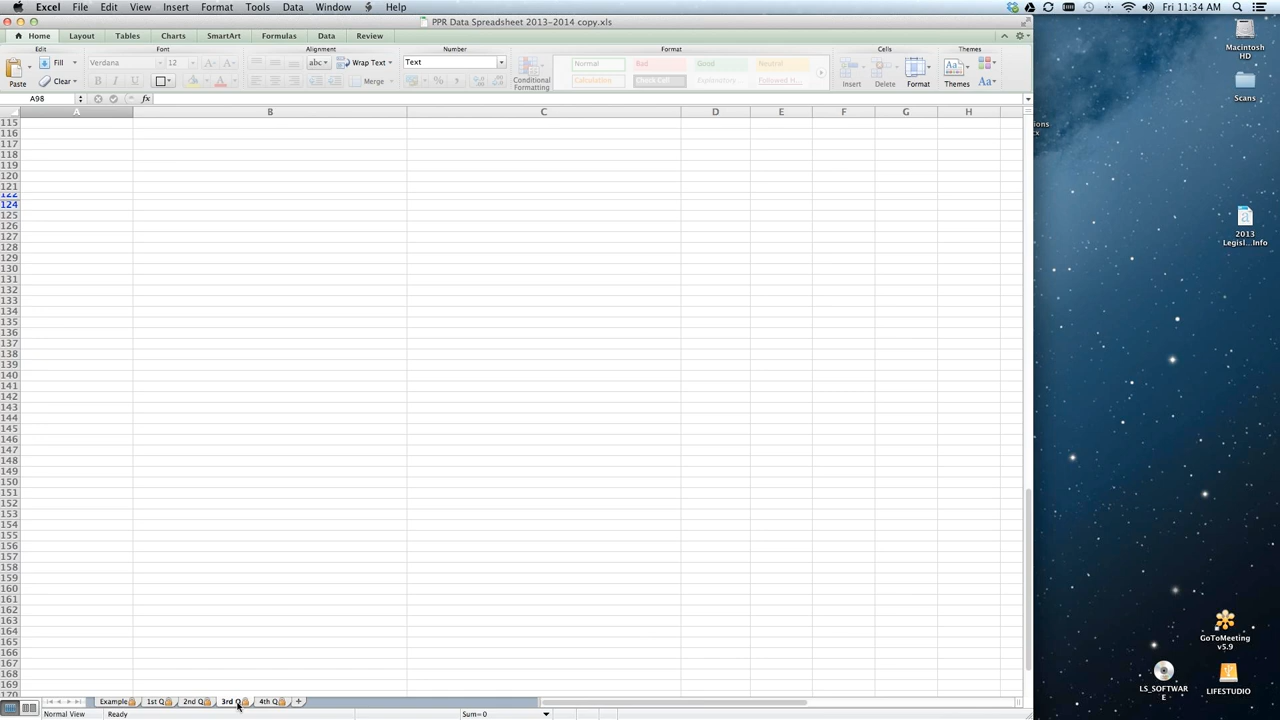 Excel File Edit View Insert Format Tools Data Window Help Fri 11:34 AM
PPR Data Spreadsheet 2013-2014 copy.xls
Home Layout Tables Charts SmartArt Formulas Data Review
Edit Font Alignment Number Format Cells Themes
Fill Verdana 12 abc Wrap Text Text Normal Bad Good Neutral
Paste Clear B I U Merge % Conditional Formatting Calculation Check Cell Explanatory... Followed H... Insert Delete Format Themes Aa
A98 fx
A B C D E F G H
115
116
117
118
119
120
121
122
124
125
126
127
128
129
130
131
132
133
134
135
136
137
138
139
140
141
142
143
144
145
146
147
148
149
150
151
152
153
154
155
156
157
158
159
160
161
162
163
164
165
166
167
168
169
170
Example 1st Q 2nd Q 3rd Q 4th Q +
Normal View Ready Sum=0
Macintosh
HD
Scans
ions
cx
2013
Legisl...Info
GoToMeeting
v5.9
LS_SOFTWAR
E
LIFESTUDIO